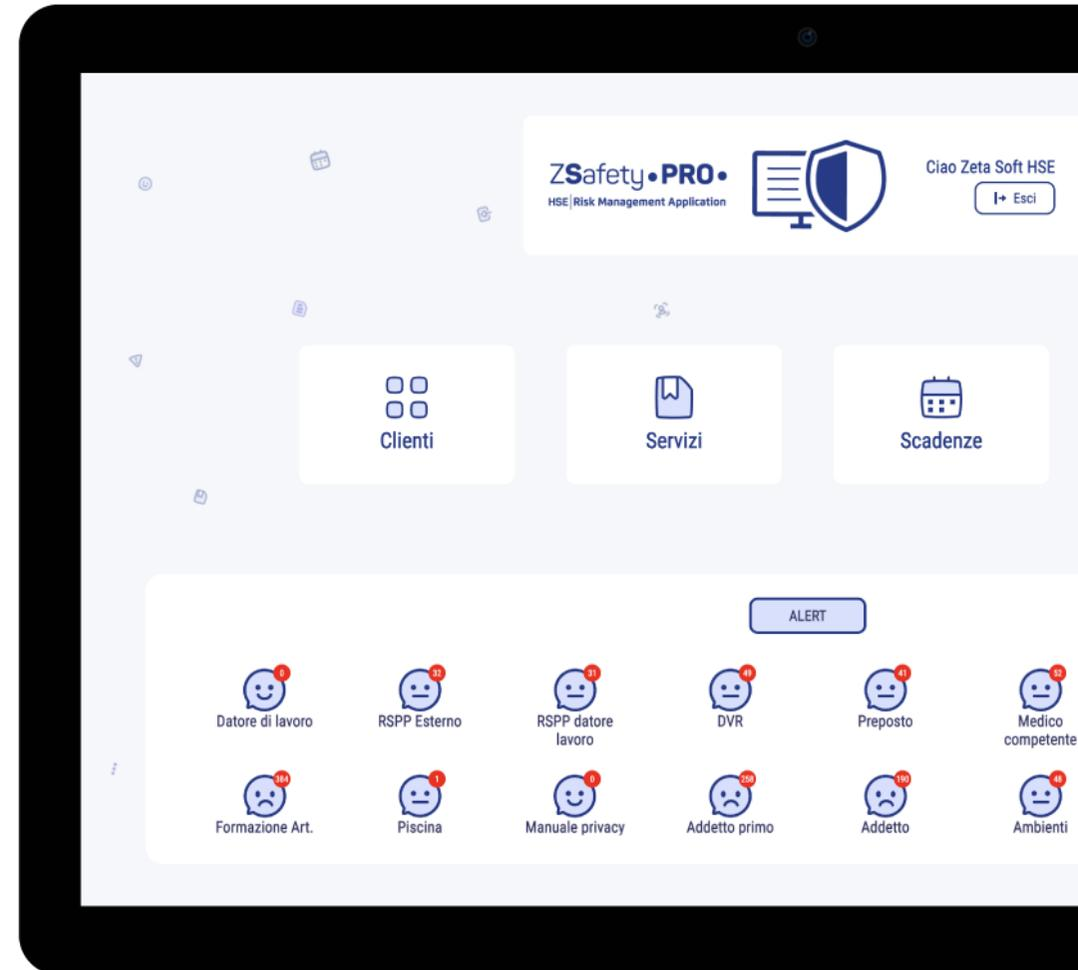 ZSafety•PRO•
HSE|Risk Management Application
Ciao Zeta Soft HSE
Esci
Clienti
Servizi
Scadenze
ALERT
0
32
31
49
41
52
Datore di lavoro
RSPP Esterno
RSPP datore
lavoro
DVR
Preposto
Medico
competente
384
1
0
258
190
48
Formazione Art.
Piscina
Manuale privacy
Addetto primo
Addetto
Ambienti